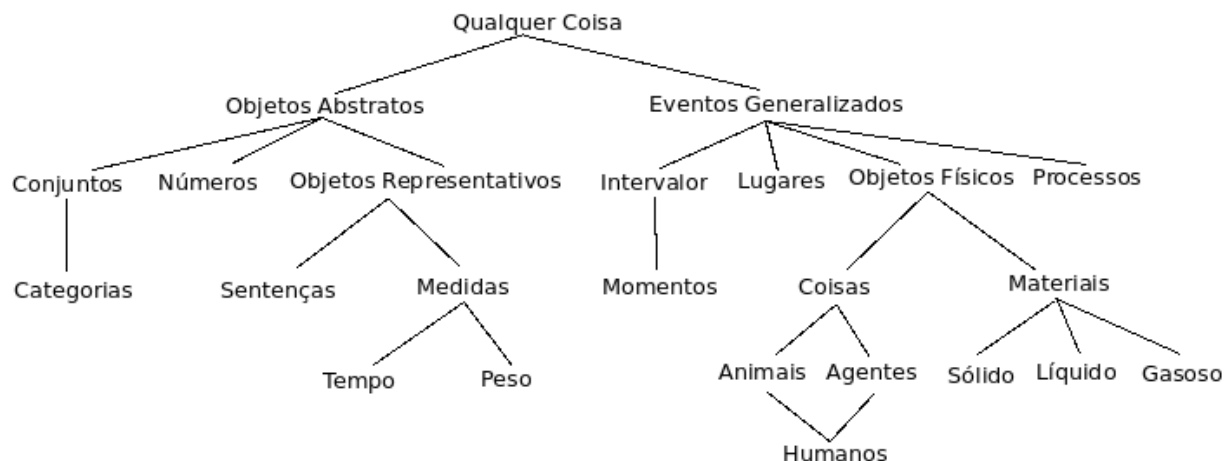 Qualquer Coisa
Objetos Abstratos
Eventos Generalizados
Conjuntos
Números
Objetos Representativos
Intervalor
Lugares
Objetos Físicos
Processos
Categorias
Sentenças
Medidas
Momentos
Coisas
Materiais
Tempo
Peso
Animais
Agentes
Sólido
Líquido
Gasoso
Humanos